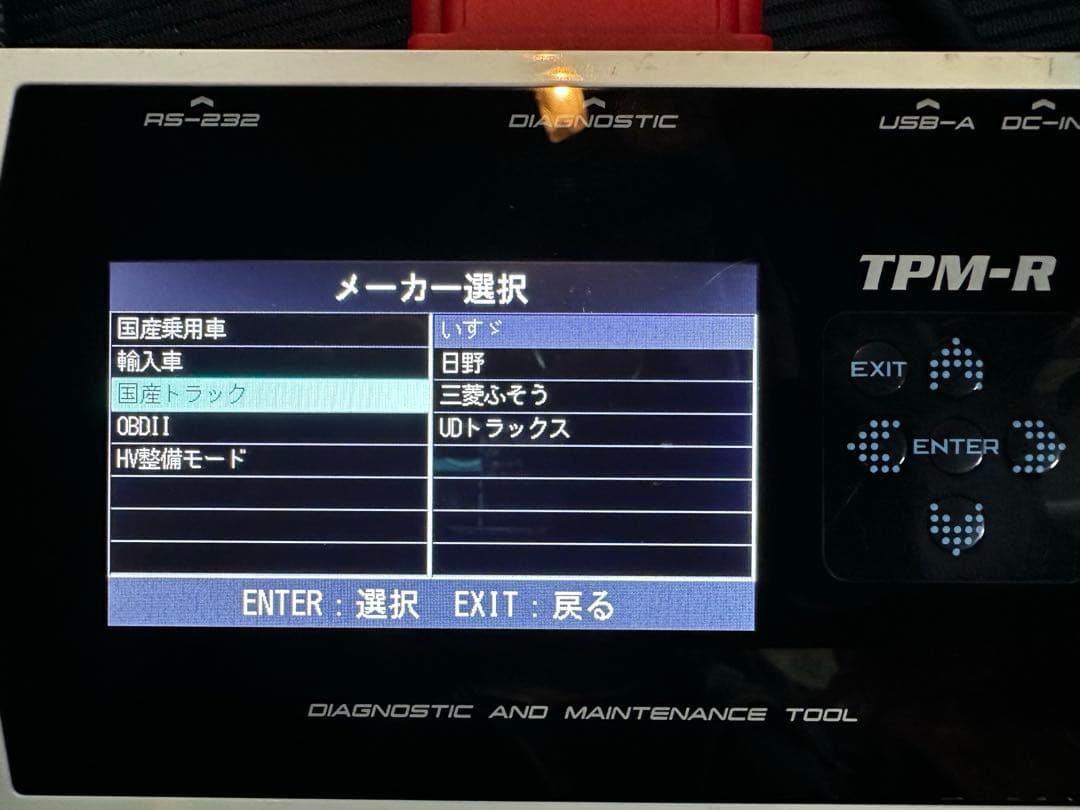 RS-232 DIAGNOSTIC USB-A DC-IN
TPM-R
メーカー選択
国産乗用車 いすゞ
輸入車 日野
国産トラック 三菱ふそう
OBDII UDトラックス
HV整備モード
ENTER：選択 EXIT：戻る
EXIT
ENTER
DIAGNOSTIC AND MAINTENANCE TOOL